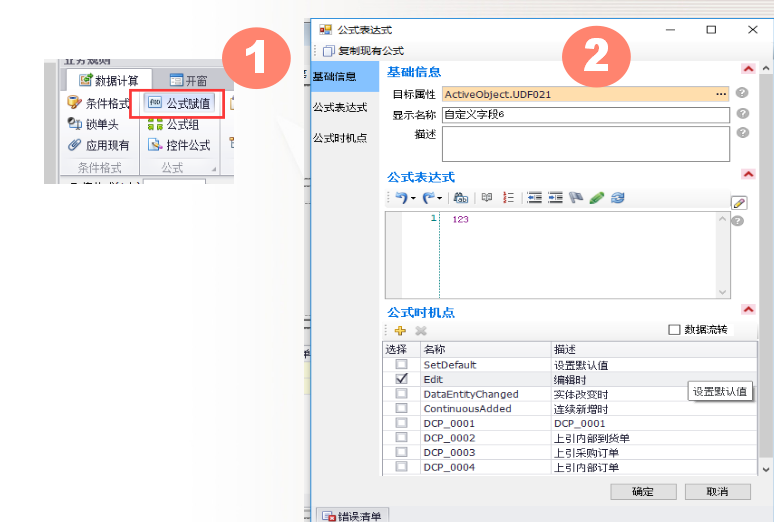 1
业务规则
数据计算
开窗
条件格式
公式赋值
锁单头
公式组
应用现有
控件公式
条件格式
公式
2
公式表达式
复制现有公式
基础信息
公式表达式
公式时机点
基础信息
目标属性 ActiveObject.UDF021 ...
显示名称 自定义字段6
描述
公式表达式
1 123
公式时机点
数据流转
选择 名称 描述
SetDefault 设置默认值
Edit 编辑时
设置默认值
DataEntityChanged 实体改变时
ContinuousAdded 连续新增时
DCP_0001 DCP_0001
DCP_0002 上引内部到货单
DCP_0003 上引采购订单
DCP_0004 上引内部订单
确定 取消
错误清单